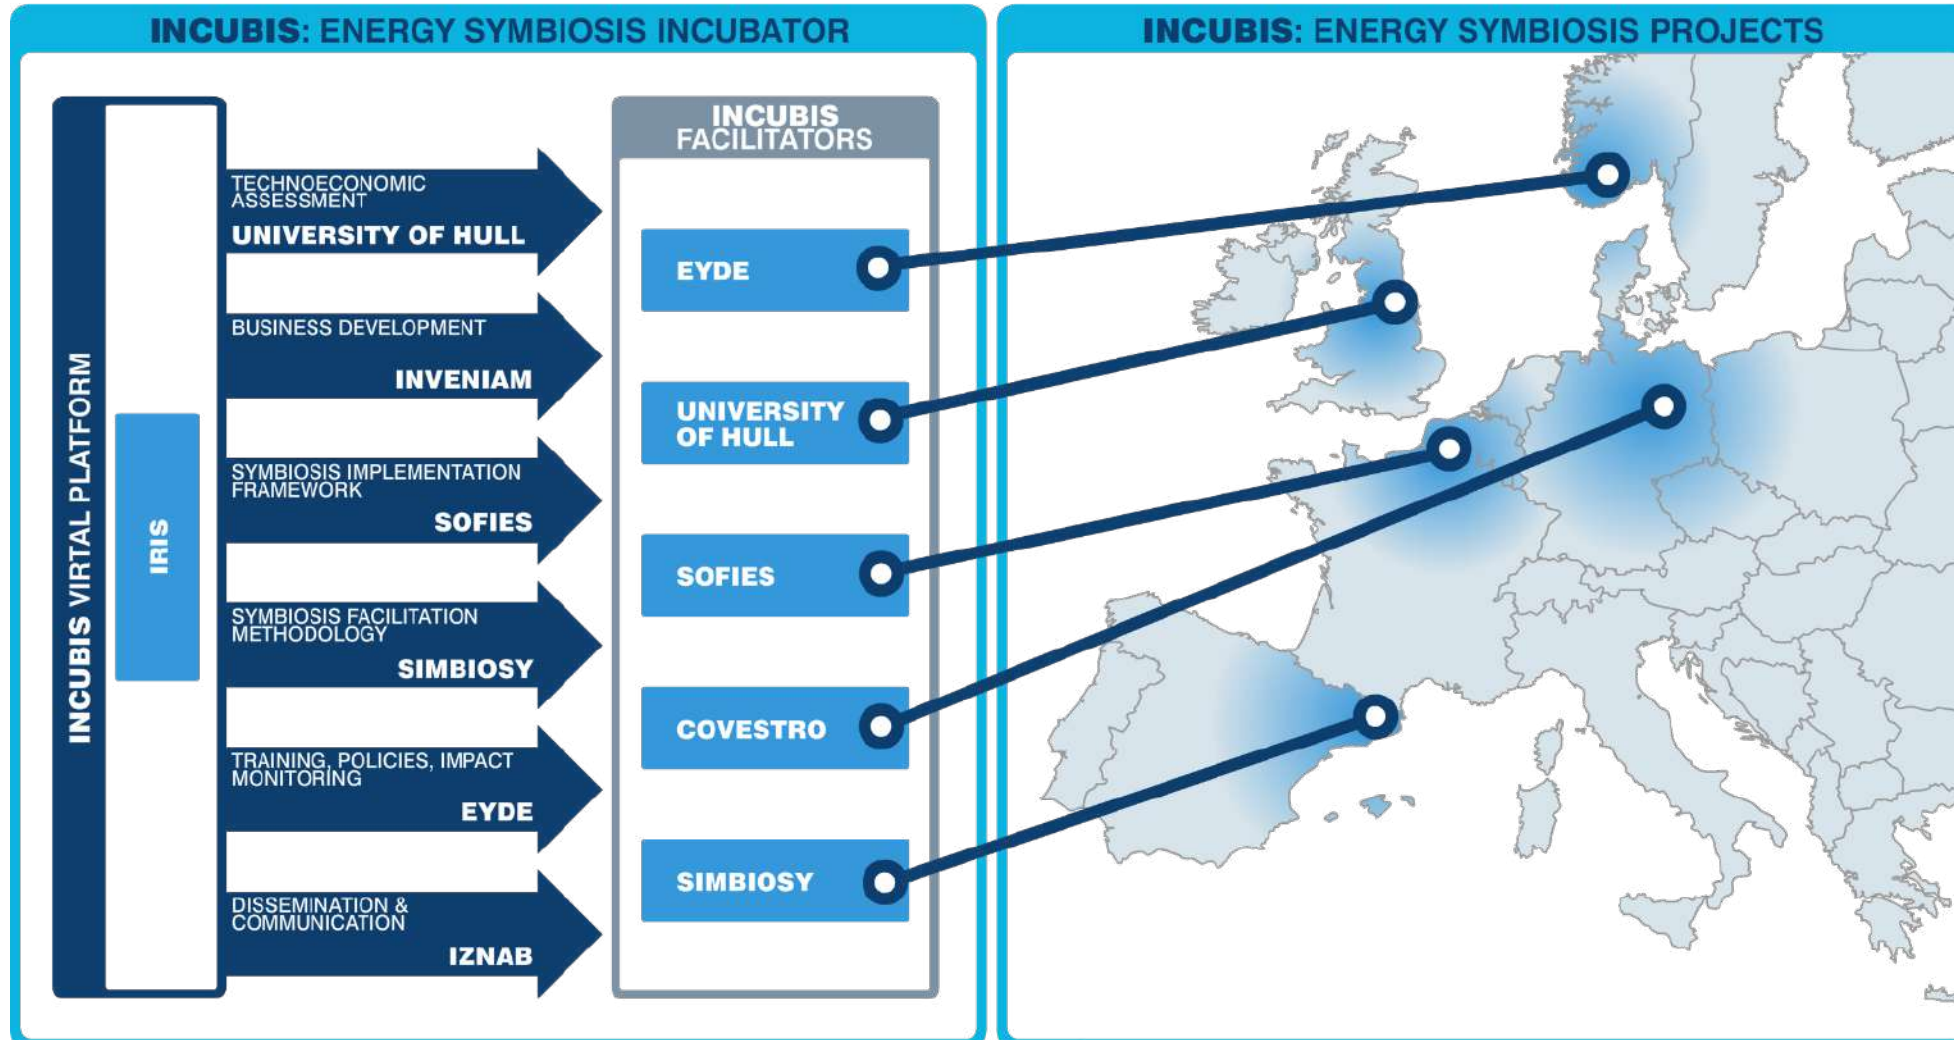 INCUBIS: ENERGY SYMBIOSIS INCUBATOR
INCUBIS VIRTAL PLATFORM
IRIS
TECHNOECONOMIC
ASSESSMENT
UNIVERSITY OF HULL
BUSINESS DEVELOPMENT
INVENIAM
SYMBIOSIS IMPLEMENTATION
FRAMEWORK
SOFIES
SYMBIOSIS FACILITATION
METHODOLOGY
SIMBIOSY
TRAINING, POLICIES, IMPACT
MONITORING
EYDE
DISSEMINATION &
COMMUNICATION
IZNAB
INCUBIS
FACILITATORS
EYDE
UNIVERSITY
OF HULL
SOFIES
COVESTRO
SIMBIOSY
INCUBIS: ENERGY SYMBIOSIS PROJECTS